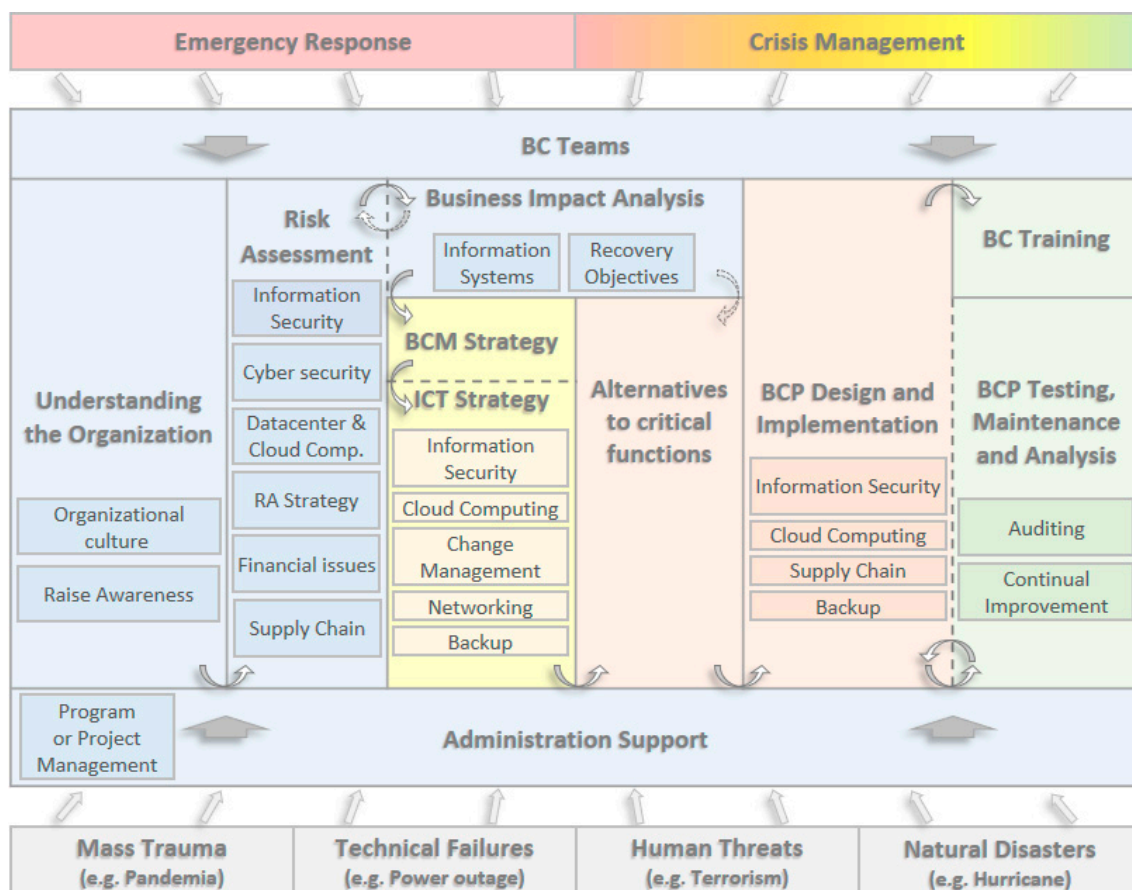 Emergency Response
Crisis Management
BC Teams
Understanding
the Organization
Organizational
culture
Raise Awareness
Risk
Assessment
Information
Security
Cyber security
Datacenter &
Cloud Comp.
RA Strategy
Financial issues
Supply Chain
Business Impact Analysis
Information
Systems
Recovery
Objectives
BCM Strategy
ICT Strategy
Information
Security
Cloud Computing
Change
Management
Networking
Backup
Alternatives
to critical
functions
BCP Design and
Implementation
Information Security
Cloud Computing
Supply Chain
Backup
BC Training
BCP Testing,
Maintenance
and Analysis
Auditing
Continual
Improvement
Program
or Project
Management
Administration Support
Mass Trauma
(e.g. Pandemia)
Technical Failures
(e.g. Power outage)
Human Threats
(e.g. Terrorism)
Natural Disasters
(e.g. Hurricane)